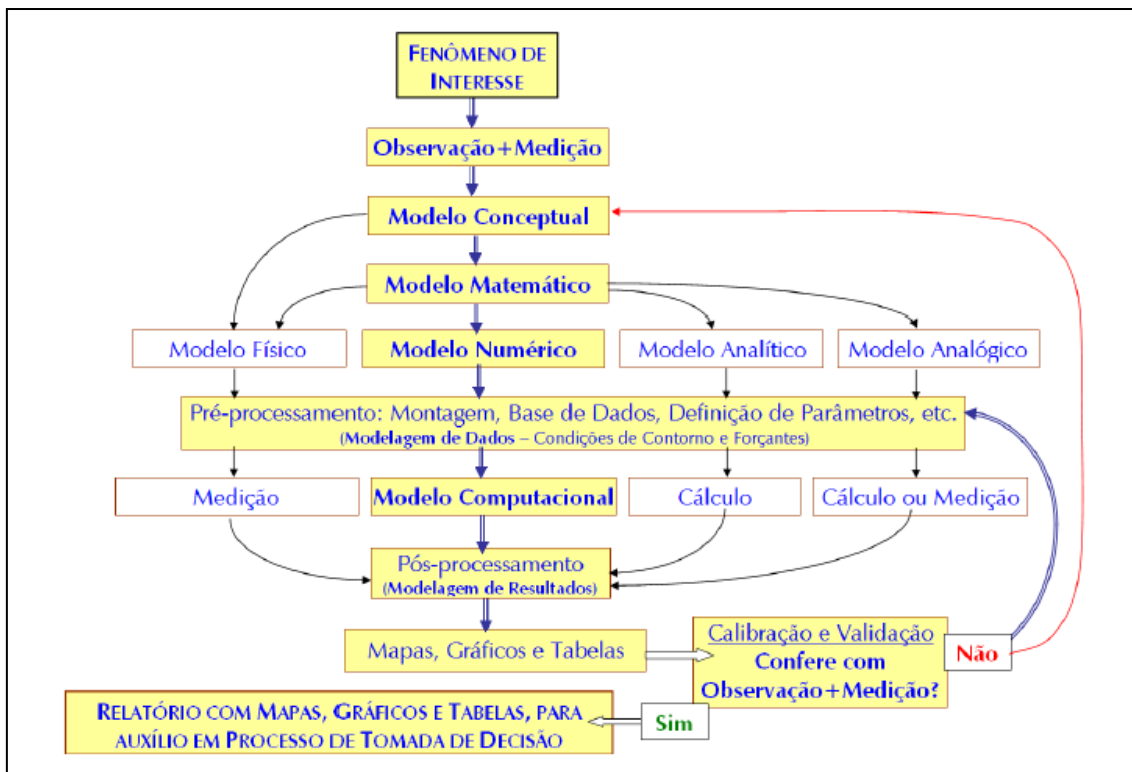 FENÔMENO DE
INTERESSE
Observação+Medição
Modelo Conceptual
Modelo Matemático
Modelo Físico
Modelo Numérico
Modelo Analítico
Modelo Analógico
Pré-processamento: Montagem, Base de Dados, Definição de Parâmetros, etc.
(Modelagem de Dados – Condições de Contorno e Forçantes)
Medição
Modelo Computacional
Cálculo
Cálculo ou Medição
Pós-processamento
(Modelagem de Resultados)
Mapas, Gráficos e Tabelas
Calibração e Validação
Confere com
Observação+Medição?
Não
Sim
RELATÓRIO COM MAPAS, GRÁFICOS E TABELAS, PARA
AUXÍLIO EM PROCESSO DE TOMADA DE DECISÃO